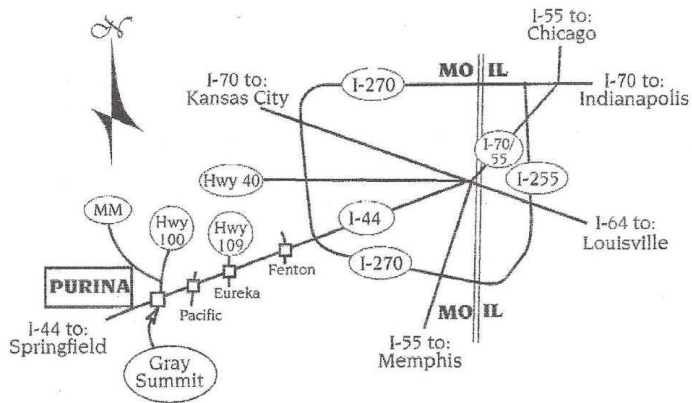 N
I-55 to:
Chicago
MO IL
I-70 to:
Kansas City
I-270
I-70 to:
Indianapolis
I-70/
55
Hwy 40
I-255
MM
Hwy
100
Hwy
109
I-44
I-64 to:
Louisville
Fenton
I-270
PURINA
Eureka
Pacific
MO IL
I-44 to:
Springfield
I-55 to:
Memphis
Gray
Summit